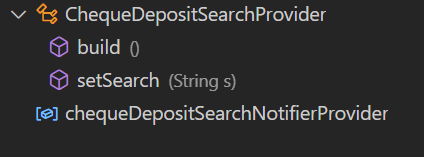 ChequeDepositSearchProvider
build ()
setSearch (String s)
chequeDepositSearchNotifierProvider